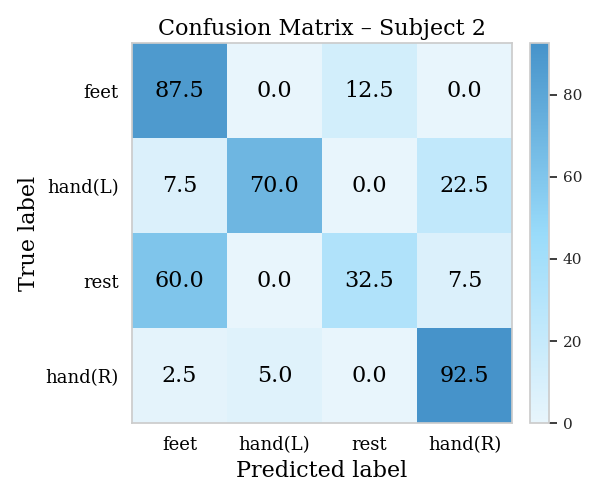 Confusion Matrix – Subject 2
feet 87.5 0.0 12.5 0.0
hand(L) 7.5 70.0 0.0 22.5
rest 60.0 0.0 32.5 7.5
hand(R) 2.5 5.0 0.0 92.5
feet hand(L) rest hand(R)
Predicted label
True label
80
60
40
20
0